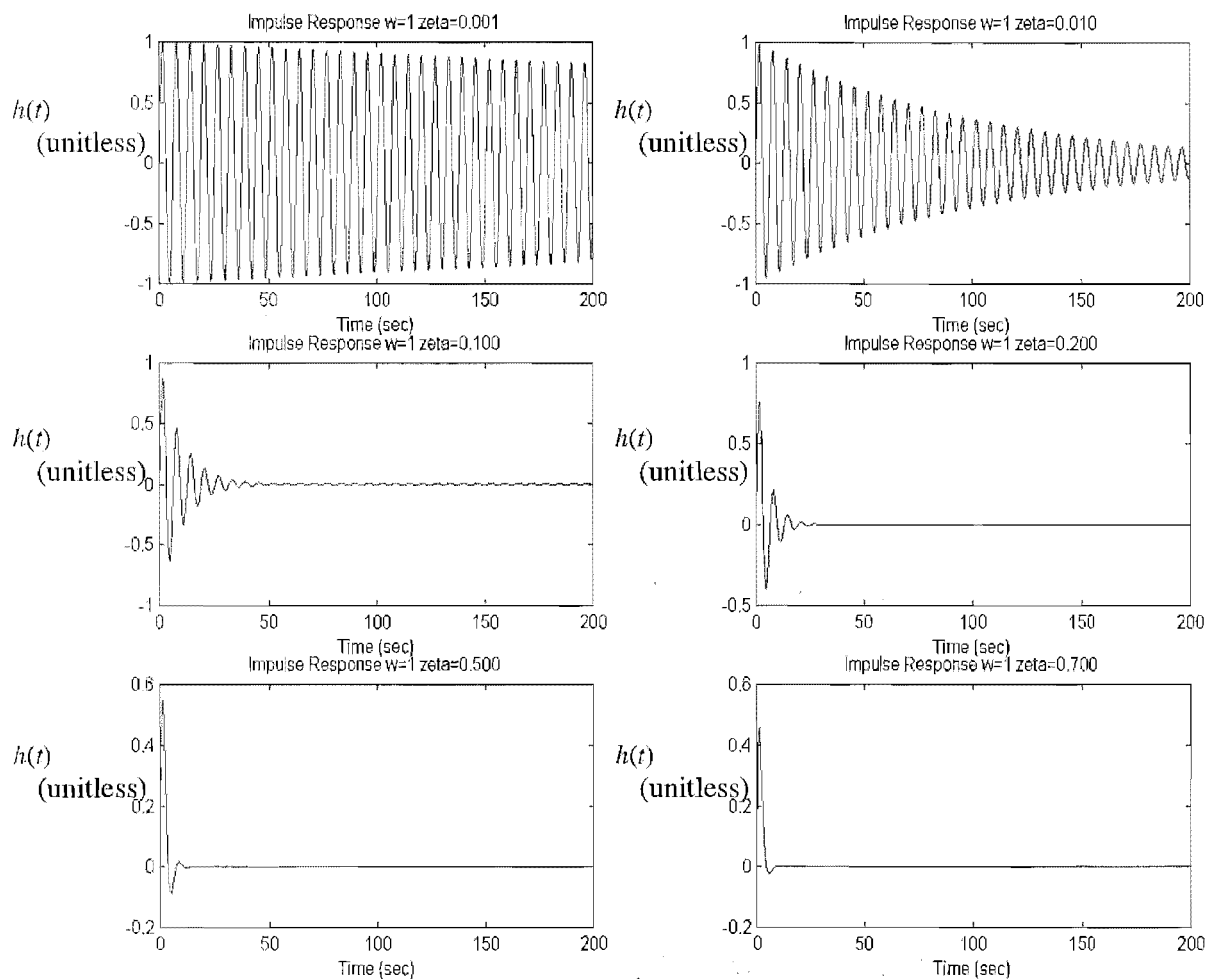 Impulse Response w=1 zeta=0.001
1
0.5
h(t)
(unitless)
0
-0.5
-1
0 50 100 150 200
Time (sec)
Impulse Response w=1 zeta=0.010
1
0.5
h(t)
(unitless)
0
-0.5
-1
0 50 100 150 200
Time (sec)
Impulse Response w=1 zeta=0.100
1
0.5
h(t)
(unitless)
0
-0.5
-1
0 50 100 150 200
Time (sec)
Impulse Response w=1 zeta=0.200
1
0.5
h(t)
(unitless)
0
-0.5
0 50 100 150 200
Time (sec)
Impulse Response w=1 zeta=0.500
0.6
0.4
h(t)
(unitless)
0.2
0
-0.2
0 50 100 150 200
Time (sec)
Impulse Response w=1 zeta=0.700
0.6
0.4
h(t)
(unitless)
0.2
0
-0.2
0 50 100 150 200
Time (sec)